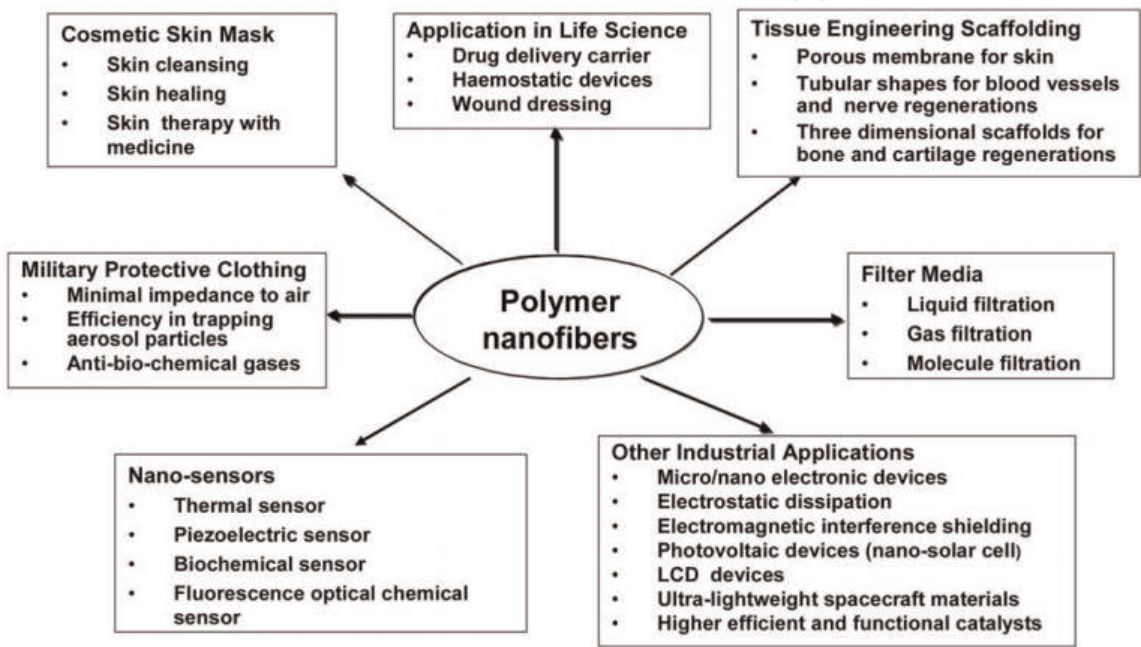 Cosmetic Skin Mask
• Skin cleansing
• Skin healing
• Skin therapy with
medicine
Application in Life Science
• Drug delivery carrier
• Haemostatic devices
• Wound dressing
Tissue Engineering Scaffolding
• Porous membrane for skin
• Tubular shapes for blood vessels
and nerve regenerations
• Three dimensional scaffolds for
bone and cartilage regenerations
Military Protective Clothing
• Minimal impedance to air
• Efficiency in trapping
aerosol particles
• Anti-bio-chemical gases
Polymer
nanofibers
Filter Media
• Liquid filtration
• Gas filtration
• Molecule filtration
Nano-sensors
• Thermal sensor
• Piezoelectric sensor
• Biochemical sensor
• Fluorescence optical chemical
sensor
Other Industrial Applications
• Micro/nano electronic devices
• Electrostatic dissipation
• Electromagnetic interference shielding
• Photovoltaic devices (nano-solar cell)
• LCD devices
• Ultra-lightweight spacecraft materials
• Higher efficient and functional catalysts